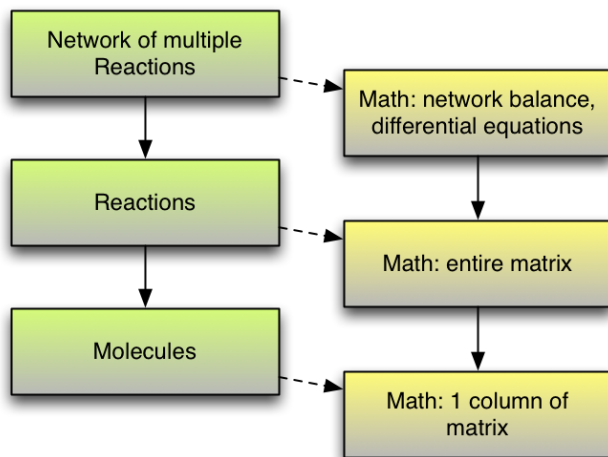 Network of multiple
Reactions
Math: network balance,
differential equations
Reactions
Math: entire matrix
Molecules
Math: 1 column of
matrix